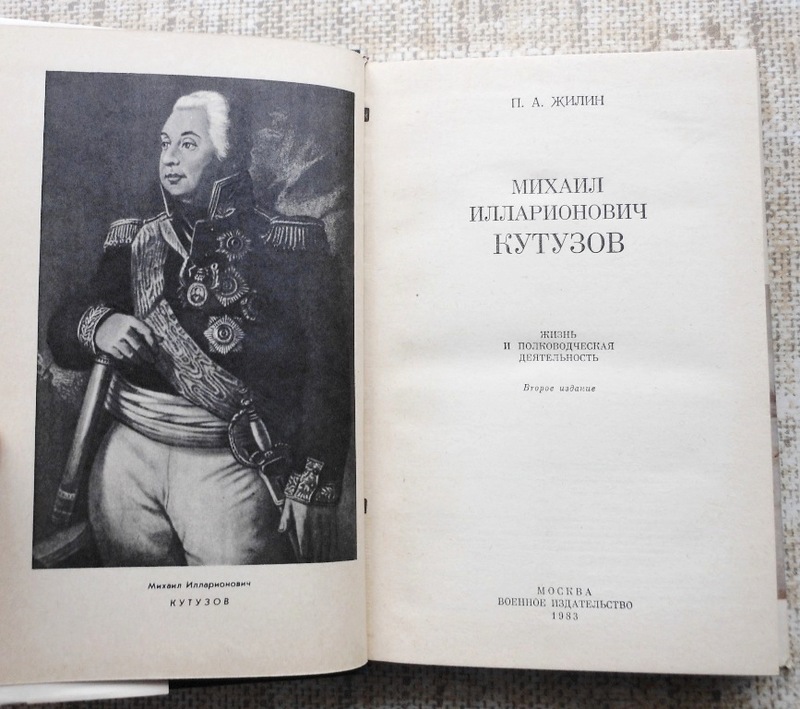 Михаил Илларионович
КУТУЗОВ
П. А. ЖИЛИН
МИХАИЛ
ИЛЛАРИОНОВИЧ
КУТУЗОВ
ЖИЗНЬ
И ПОЛКОВОДЧЕСКАЯ
ДЕЯТЕЛЬНОСТЬ
Второе издание
МОСКВА
ВОЕННОЕ ИЗДАТЕЛЬСТВО
1983